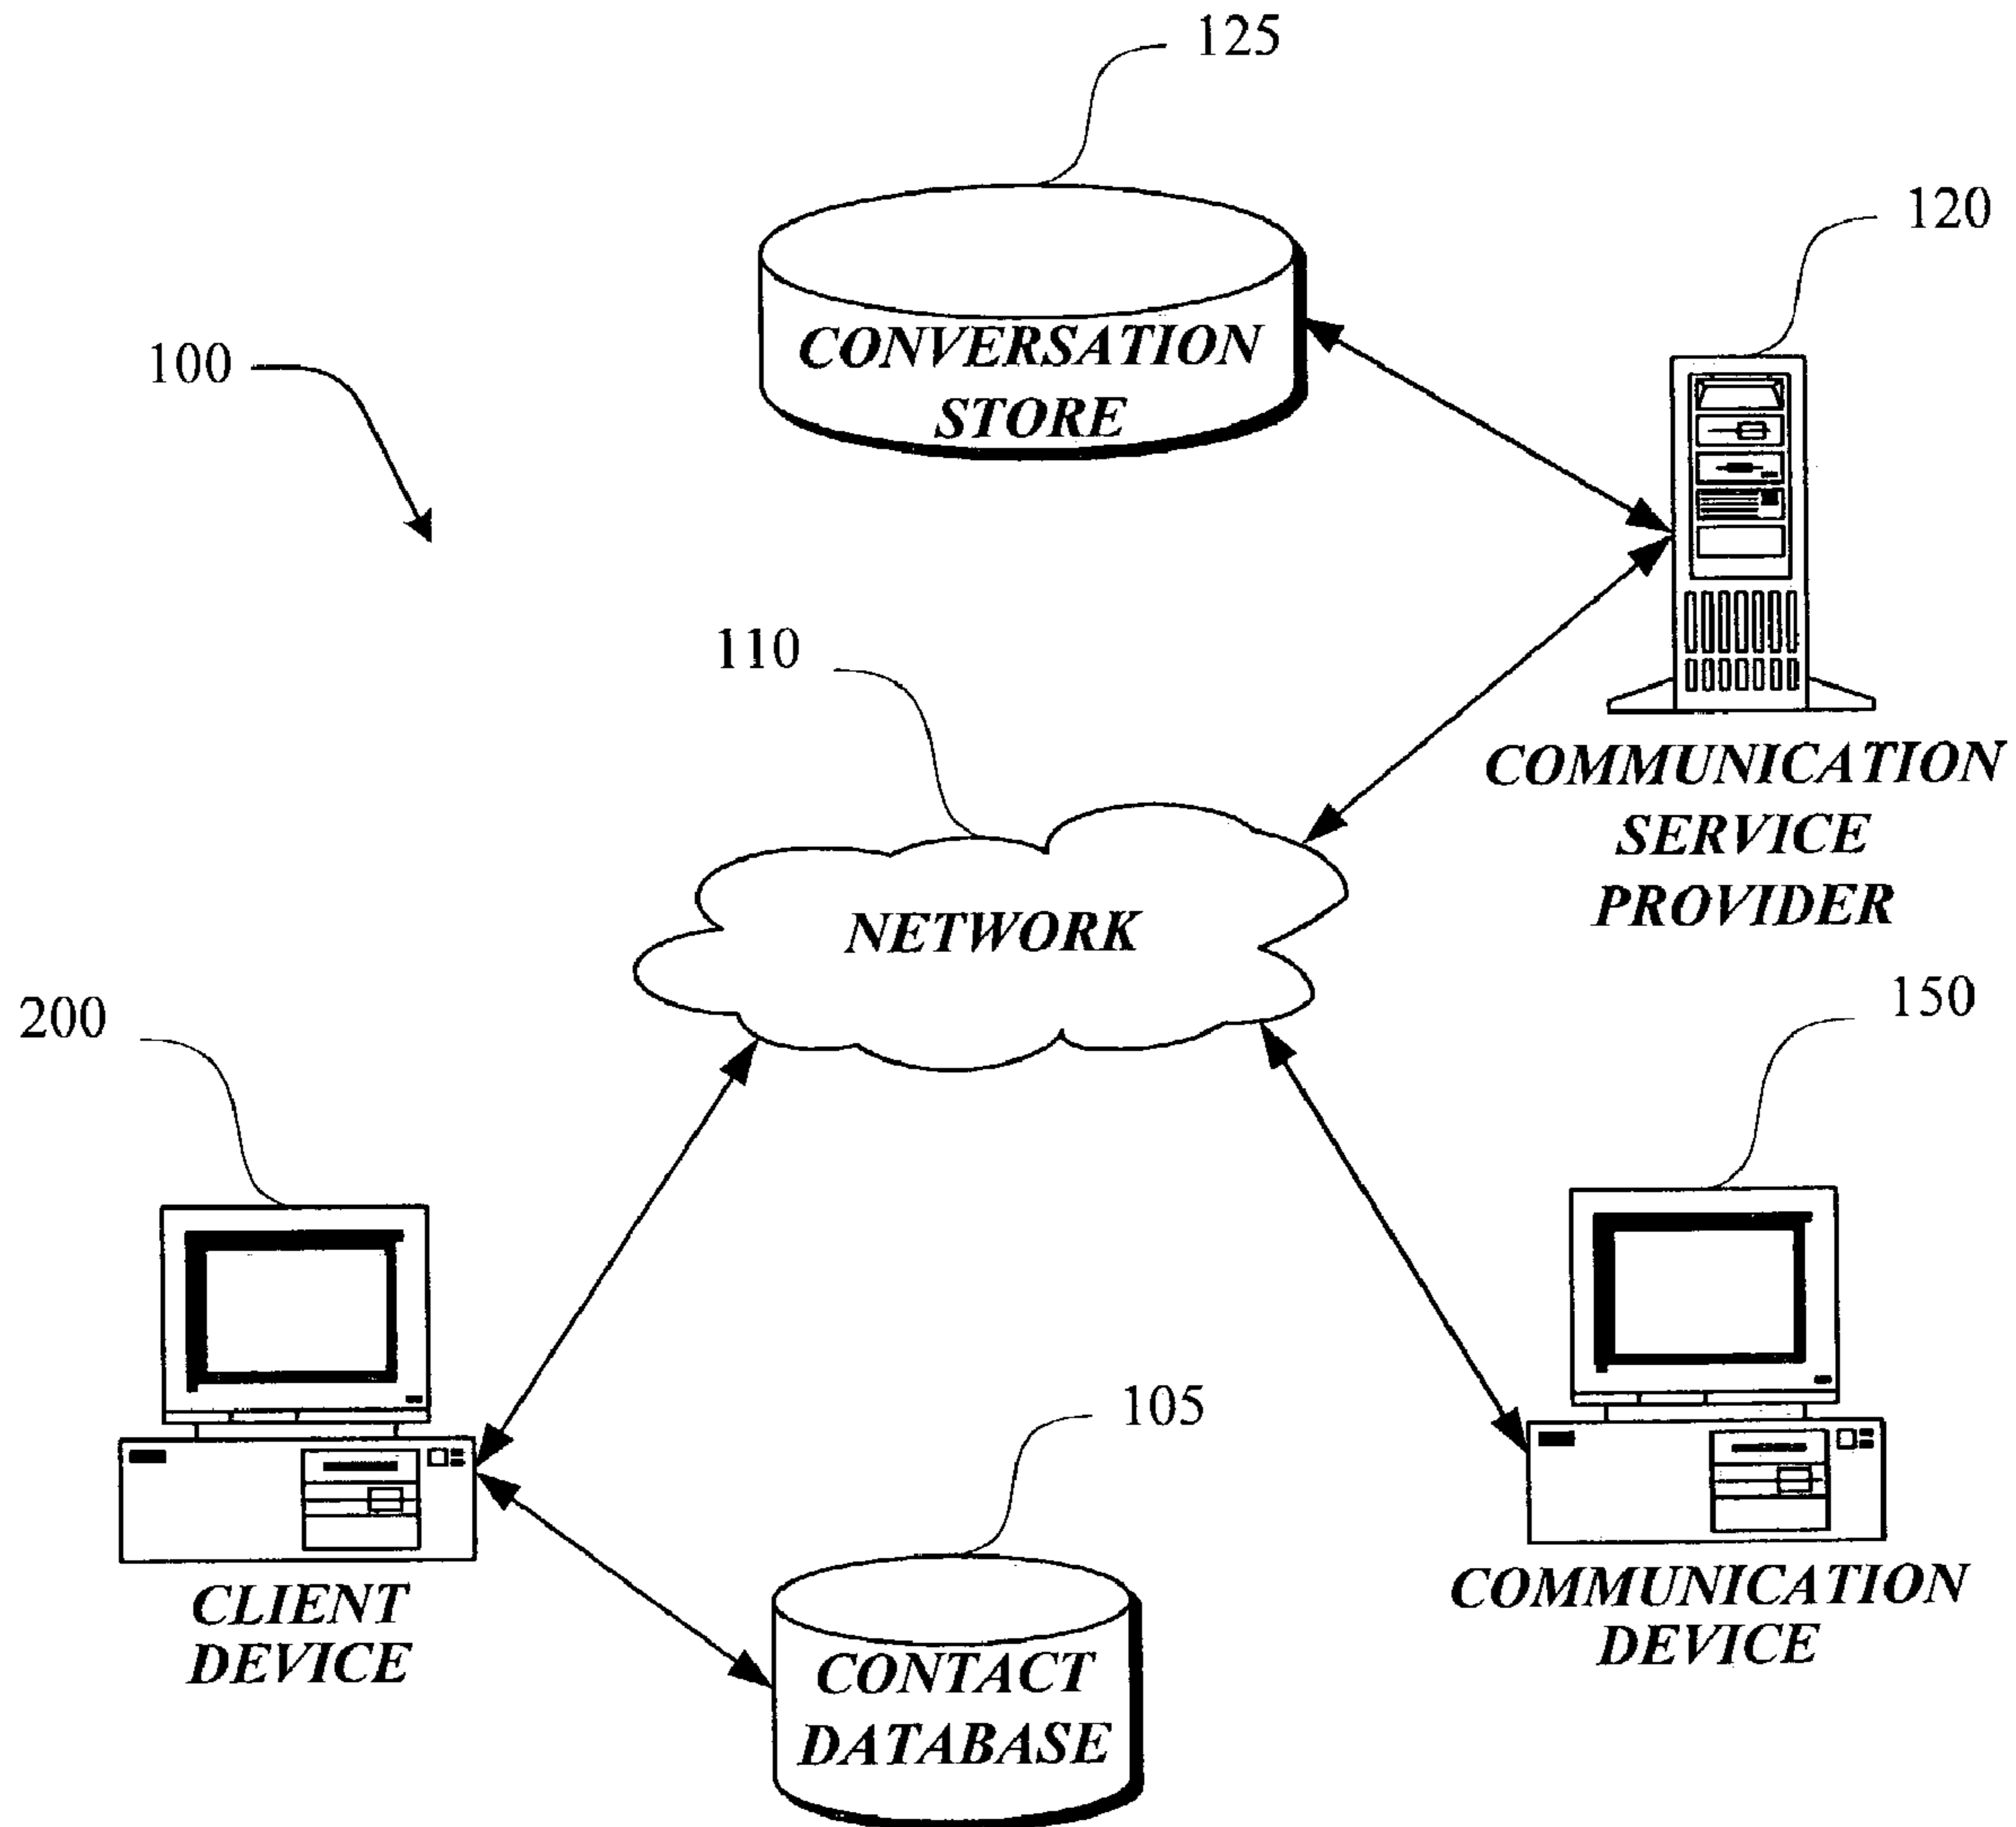 125
120
100
CONVERSATION
STORE
110
COMMUNICATION
SERVICE
PROVIDER
NETWORK
200
150
105
CLIENT
DEVICE
COMMUNICATION
DEVICE
CONTACT
DATABASE